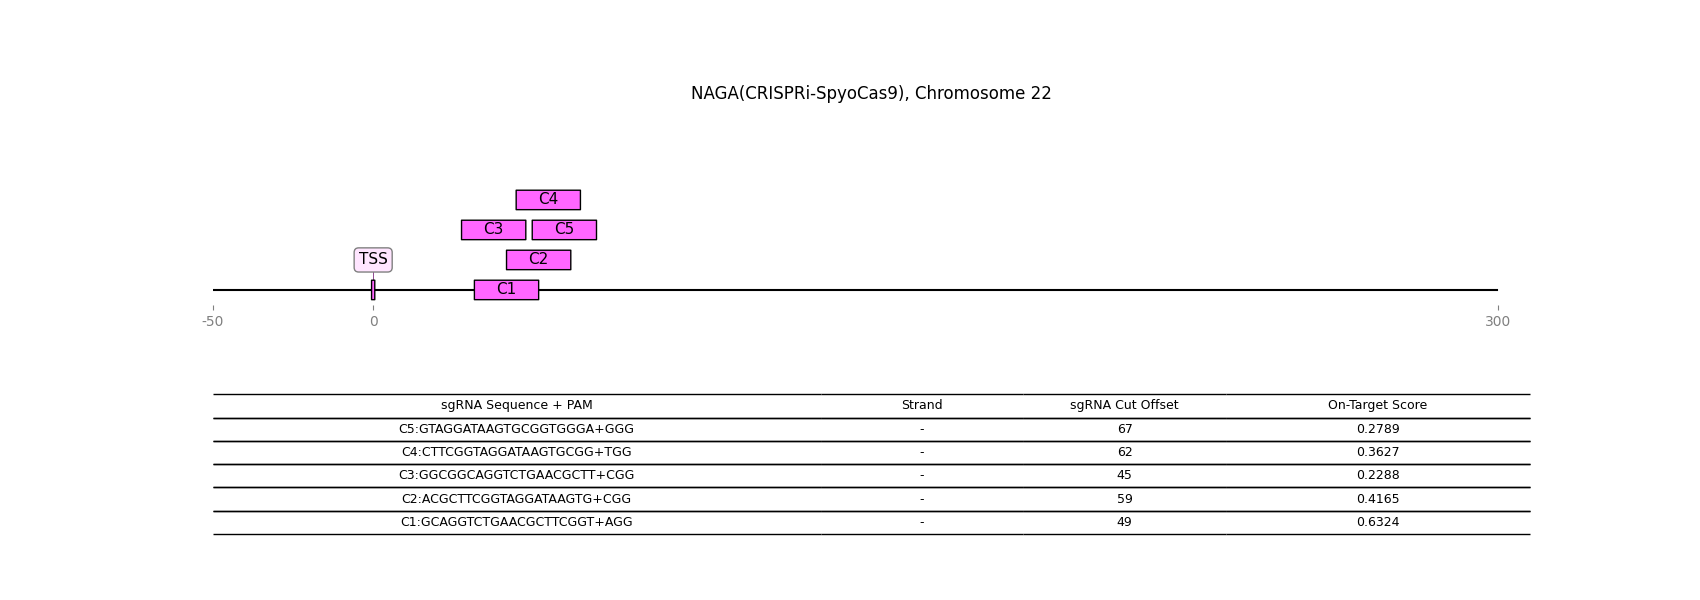 NAGA(CRISPRi-SpyoCas9), Chromosome 22
C4
C3 C5
TSS C2
C1
-50 0 300
sgRNA Sequence + PAM Strand sgRNA Cut Offset On-Target Score
C5:GTAGGATAAGTGCGGTGGGA+GGG - 67 0.2789
C4:CTTCGGTAGGATAAGTGCGG+TGG - 62 0.3627
C3:GGCGGCAGGTCTGAACGCTT+CGG - 45 0.2288
C2:ACGCTTCGGTAGGATAAGTG+CGG - 59 0.4165
C1:GCAGGTCTGAACGCTTCGGT+AGG - 49 0.6324